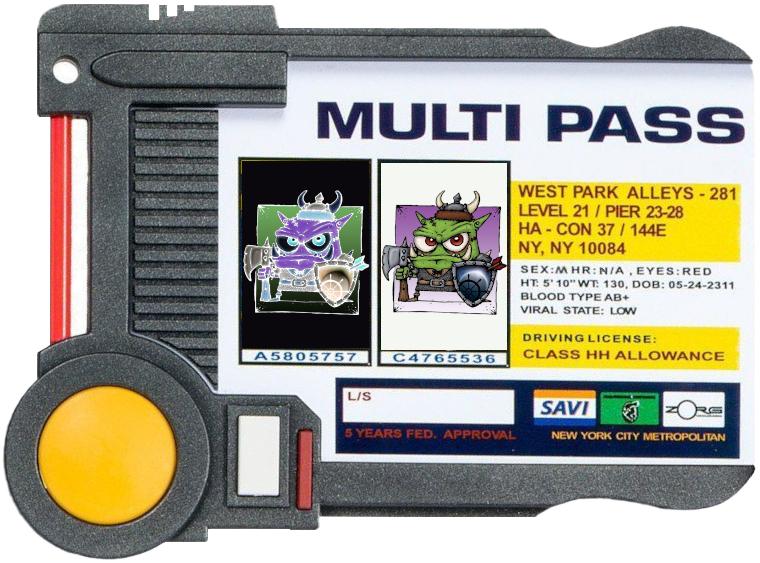 MULTI PASS
WEST PARK ALLEYS - 281
LEVEL 21 / PIER 23-28
HA - CON 37 / 144E
NY, NY 10084
SEX:M HR: N/A , EYES: RED
HT: 5' 10" WT: 130, DOB: 05-24-2311
BLOOD TYPE AB+
VIRAL STATE: LOW
DRIVING LICENSE:
CLASS HH ALLOWANCE
A5805757
C4765536
L/S
5 YEARS FED. APPROVAL
SAVI
ZORG
NEW YORK CITY METROPOLITAN